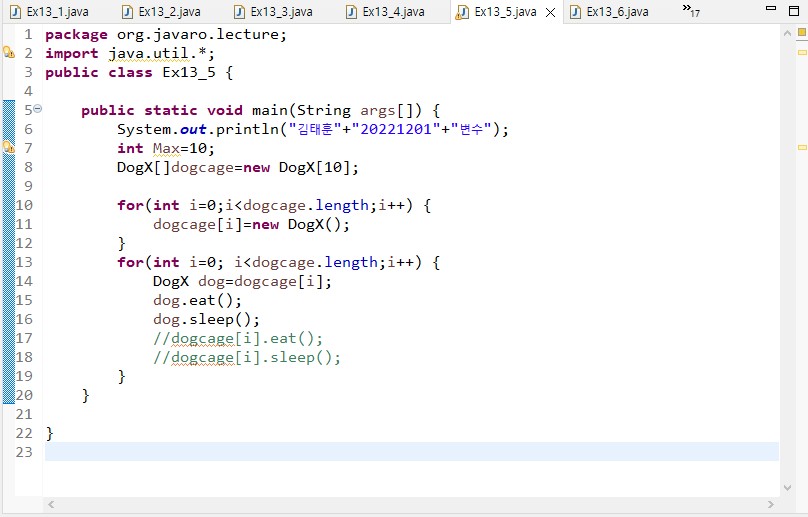 Ex13_1.java Ex13_2.java Ex13_3.java Ex13_4.java Ex13_5.java Ex13_6.java 17
1 package org.javaro.lecture;
2 import java.util.*;
3 public class Ex13_5 {
4
5 public static void main(String args[]) {
6 System.out.println("김태훈"+"20221201"+"변수");
7 int Max=10;
8 DogX[]dogcage=new DogX[10];
9
10 for(int i=0;i<dogcage.length;i++) {
11 dogcage[i]=new DogX();
12 }
13 for(int i=0; i<dogcage.length;i++) {
14 DogX dog=dogcage[i];
15 dog.eat();
16 dog.sleep();
17 //dogcage[i].eat();
18 //dogcage[i].sleep();
19 }
20 }
21
22 }
23